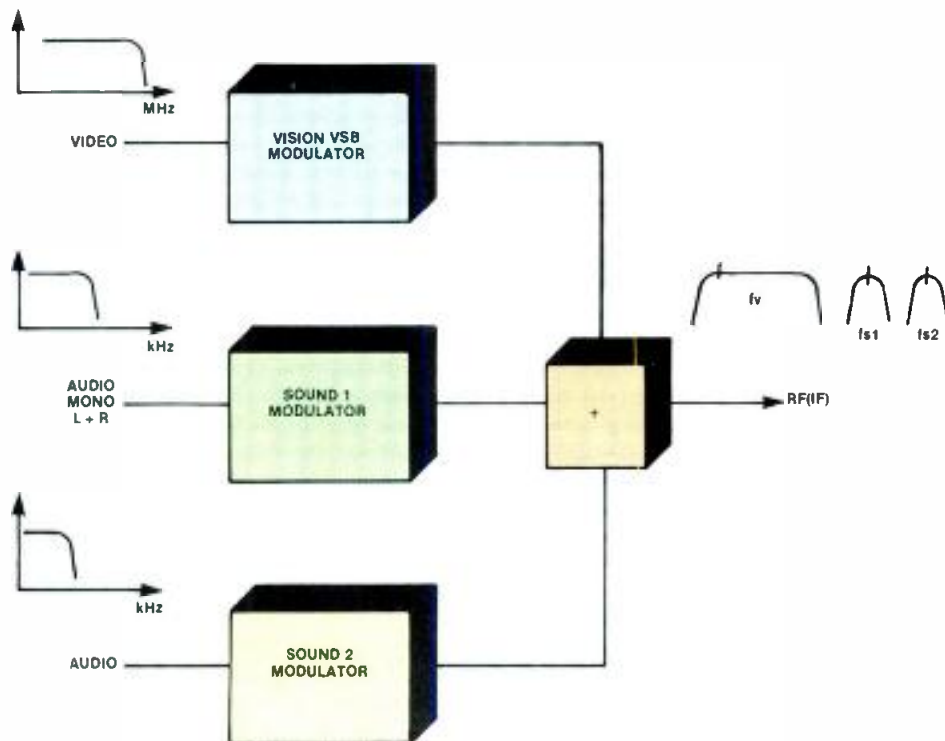 MHz
VIDEO
VISION VSB
MODULATOR
kHz
AUDIO
MONO
L + R
SOUND 1
MODULATOR
fv
fs1
fs2
+
RF(IF)
kHz
AUDIO
SOUND 2
MODULATOR